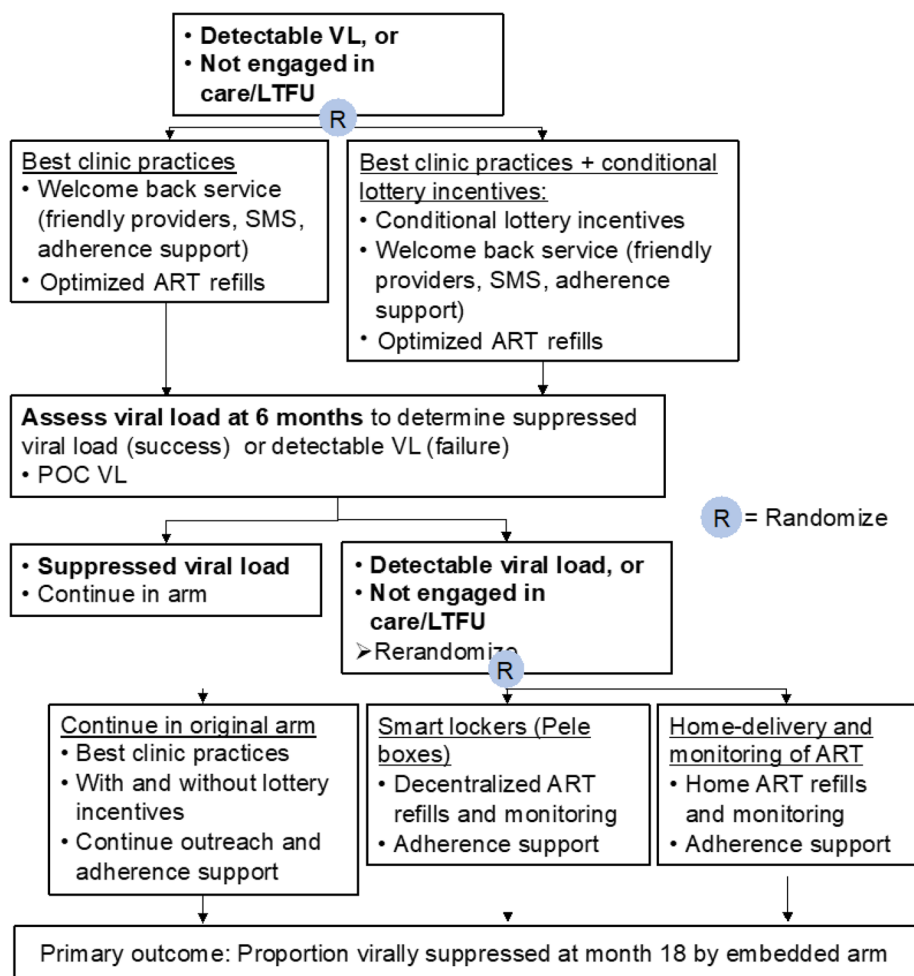 • Detectable VL, or
• Not engaged in
care/LTFU
R
Best clinic practices
• Welcome back service
(friendly providers, SMS,
adherence support)
• Optimized ART refills
Best clinic practices + conditional
lottery incentives:
• Conditional lottery incentives
• Welcome back service (friendly
providers, SMS, adherence
support)
• Optimized ART refills
Assess viral load at 6 months to determine suppressed
viral load (success) or detectable VL (failure)
• POC VL
R = Randomize
• Suppressed viral load
• Continue in arm
• Detectable viral load, or
• Not engaged in
care/LTFU
➢Rerandomize
R
Continue in original arm
• Best clinic practices
• With and without lottery
incentives
• Continue outreach and
adherence support
Smart lockers (Pele
boxes)
• Decentralized ART
refills and monitoring
• Adherence support
Home-delivery and
monitoring of ART
• Home ART refills
and monitoring
• Adherence support
Primary outcome: Proportion virally suppressed at month 18 by embedded arm